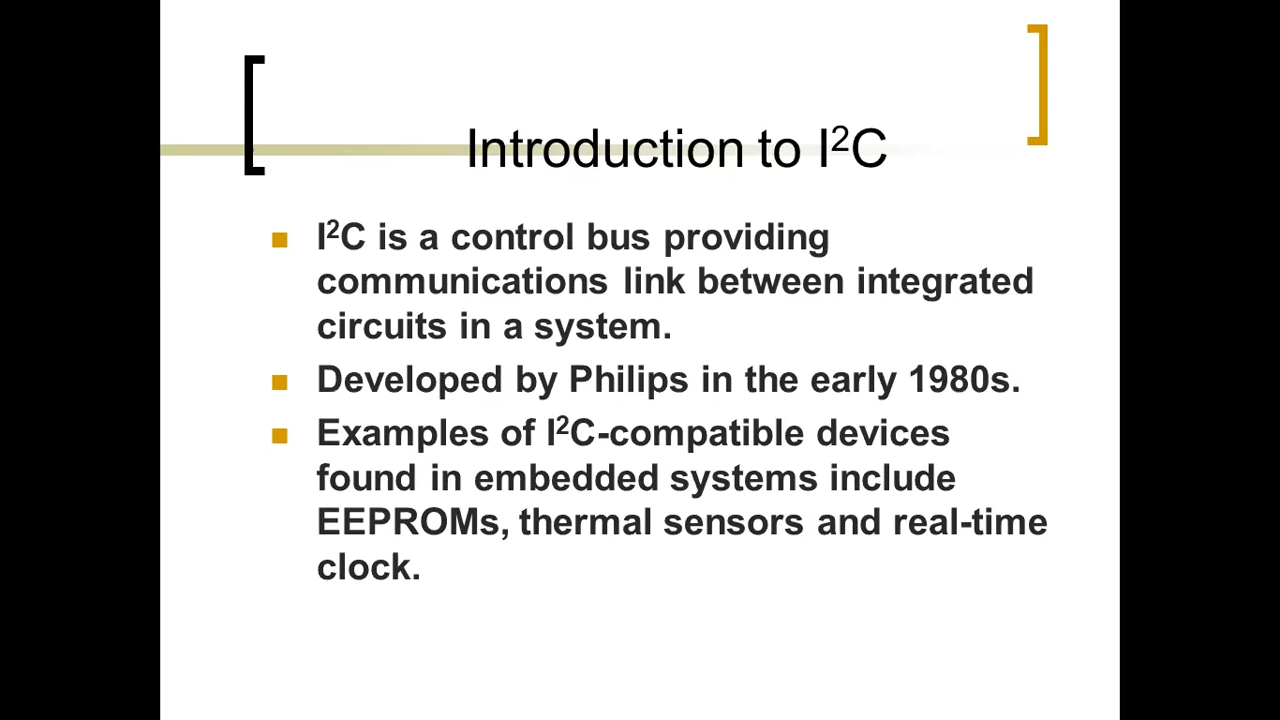 Introduction to I²C
I²C is a control bus providing
communications link between integrated
circuits in a system.
Developed by Philips in the early 1980s.
Examples of I²C-compatible devices
found in embedded systems include
EEPROMs, thermal sensors and real-time
clock.